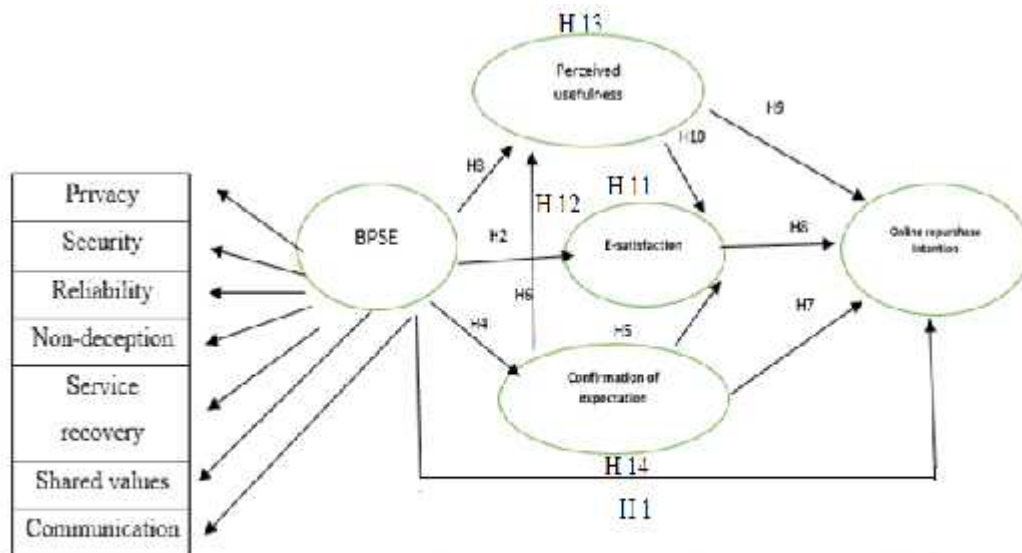 H 13
Perceived
usefulness
H9
H10
H3
Privacy
Security
Reliability
Non-deception
Service
recovery
Shared values
Communication
BPSE
H 12
H 11
H2
E-satisfaction
H8
Online repurchase
Intention
H6
H4
H5
H7
Confirmation of
expectation
H 14
H 1